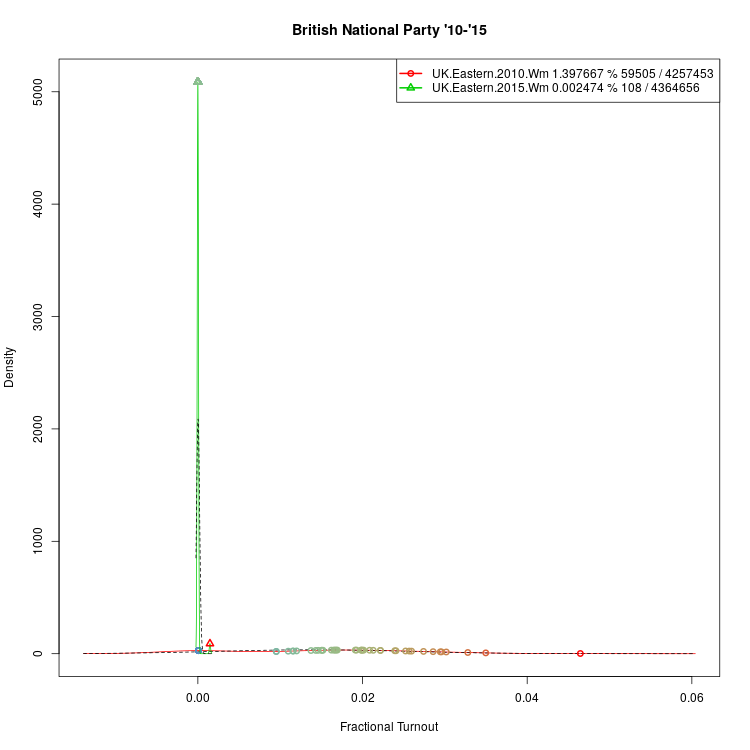 British National Party '10-'15
UK.Eastern.2010.Wm 1.397667 % 59505 / 4257453
UK.Eastern.2015.Wm 0.002474 % 108 / 4364656
5000
4000
3000
2000
1000
0
Density
0.00 0.02 0.04 0.06
Fractional Turnout